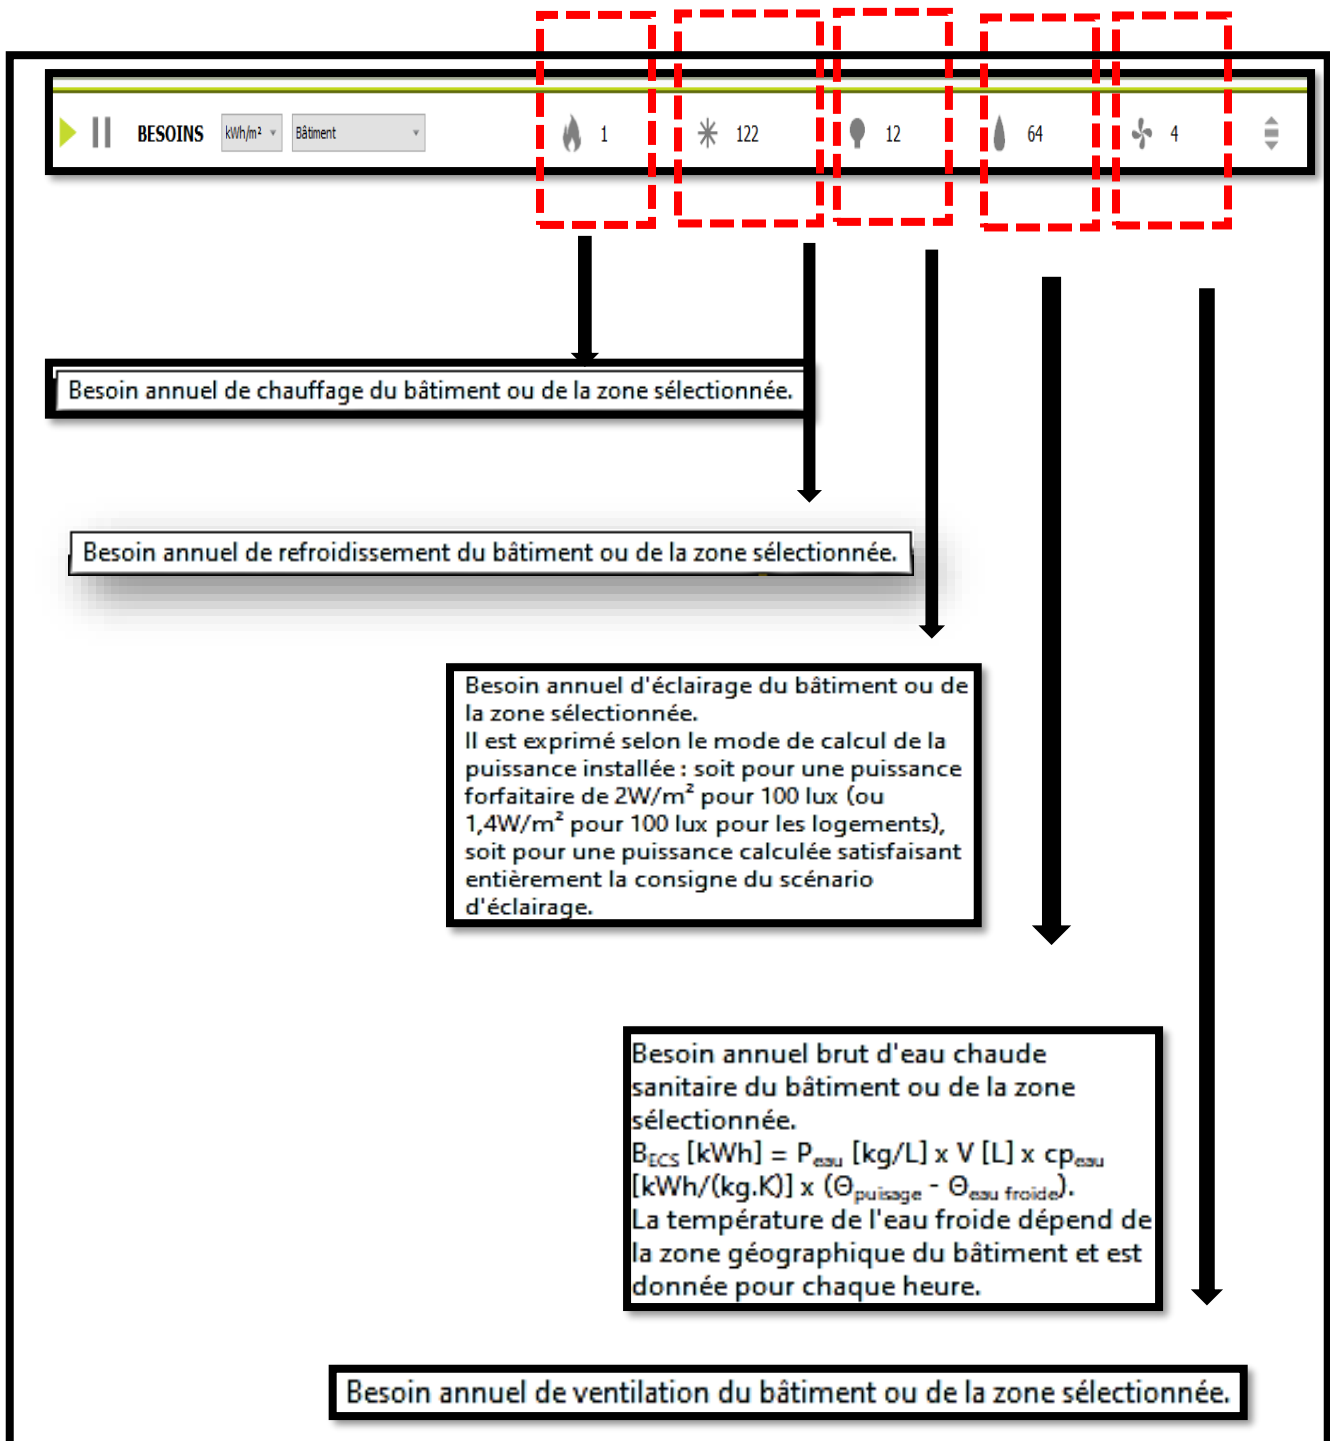 BESOINS kWh/m² Bâtiment 1 122 12 64 4
Besoin annuel de chauffage du bâtiment ou de la zone sélectionnée.
Besoin annuel de refroidissement du bâtiment ou de la zone sélectionnée.
Besoin annuel d'éclairage du bâtiment ou de
la zone sélectionnée.
Il est exprimé selon le mode de calcul de la
puissance installée : soit pour une puissance
forfaitaire de 2W/m² pour 100 lux (ou
1,4W/m² pour 100 lux pour les logements),
soit pour une puissance calculée satisfaisant
entièrement la consigne du scénario
d'éclairage.
Besoin annuel brut d'eau chaude
sanitaire du bâtiment ou de la zone
sélectionnée.
B_ECS [kWh] = P_eau [kg/L] x V [L] x cp_eau
[kWh/(kg.K)] x (Θ_puisage - Θ_eau froide).
La température de l'eau froide dépend de
la zone géographique du bâtiment et est
donnée pour chaque heure.
Besoin annuel de ventilation du bâtiment ou de la zone sélectionnée.